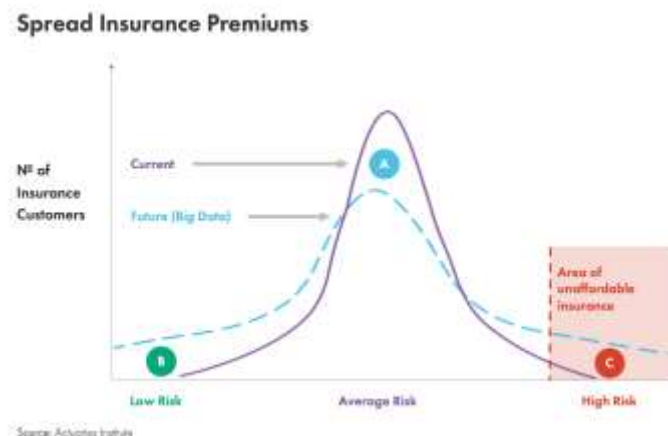 Spread Insurance Premiums
Nº of
Insurance
Customers
Current
Future (Big Data)
A
Area of
unaffordable
insurance
B
C
Low Risk
Average Risk
High Risk
Source: Actuaries Institute